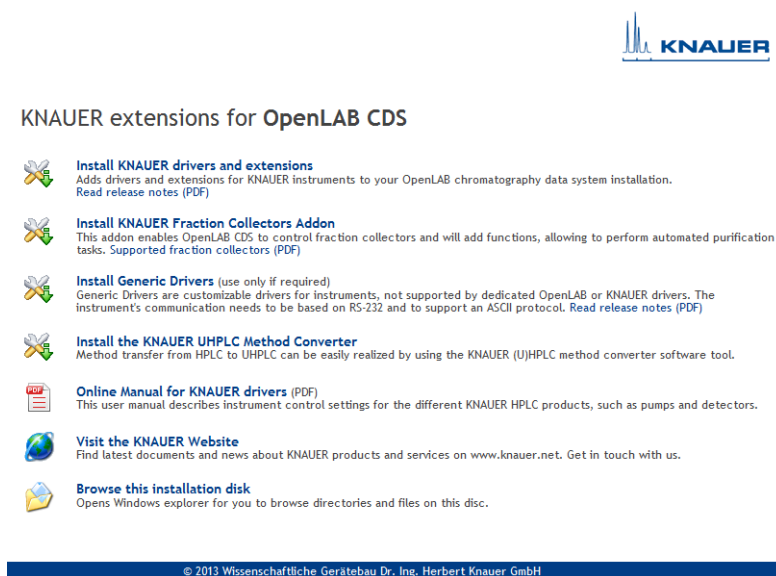 KNAUER
KNAUER extensions for OpenLAB CDS
Install KNAUER drivers and extensions
Adds drivers and extensions for KNAUER instruments to your OpenLAB chromatography data system installation.
Read release notes (PDF)
Install KNAUER Fraction Collectors Addon
This addon enables OpenLAB CDS to control fraction collectors and will add functions, allowing to perform automated purification
tasks. Supported fraction collectors (PDF)
Install Generic Drivers (use only if required)
Generic Drivers are customizable drivers for instruments, not supported by dedicated OpenLAB or KNAUER drivers. The
instrument's communication needs to be based on RS-232 and to support an ASCII protocol. Read release notes (PDF)
Install the KNAUER UHPLC Method Converter
Method transfer from HPLC to UHPLC can be easily realized by using the KNAUER (U)HPLC method converter software tool.
PDF
Online Manual for KNAUER drivers (PDF)
This user manual describes instrument control settings for the different KNAUER HPLC products, such as pumps and detectors.
Visit the KNAUER Website
Find latest documents and news about KNAUER products and services on www.knauer.net. Get in touch with us.
Browse this installation disk
Opens Windows explorer for you to browse directories and files on this disc.
© 2013 Wissenschaftliche Gerätebau Dr. Ing. Herbert Knauer GmbH